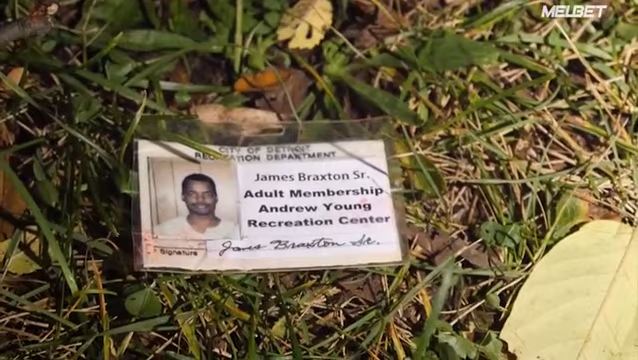 MELBET
CITY OF DETROIT
RECREATION DEPARTMENT
James Braxton Sr.
Adult Membership
Andrew Young
Recreation Center
Signature
James Braxton Sr.